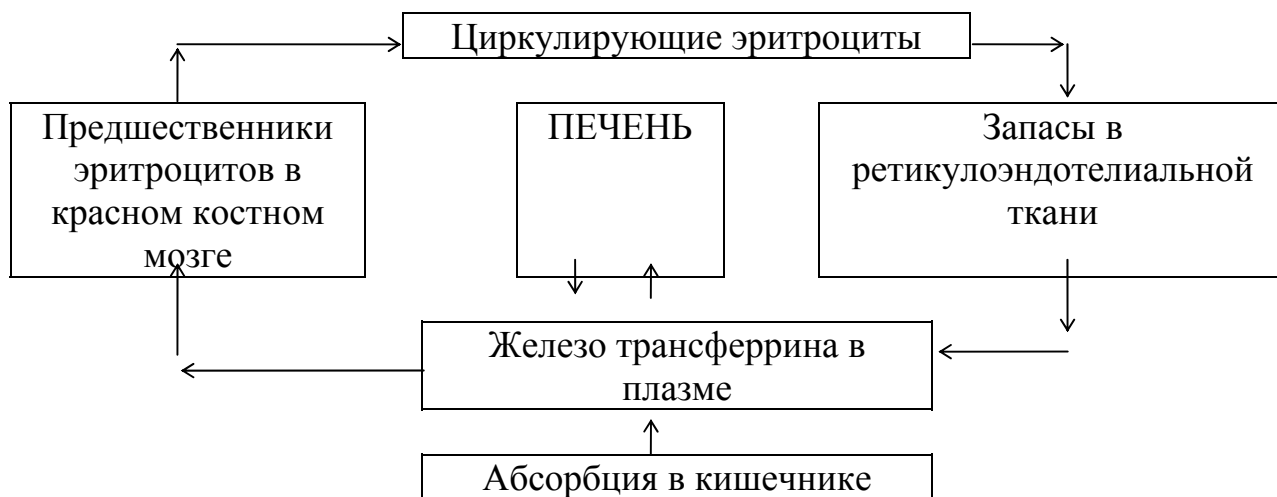 Циркулирующие эритроциты
Предшественники
эритроцитов в
красном костном
мозге
ПЕЧЕНЬ
Запасы в
ретикулоэндотелиальной
ткани
Железо трансферрина в
плазме
Абсорбция в кишечнике